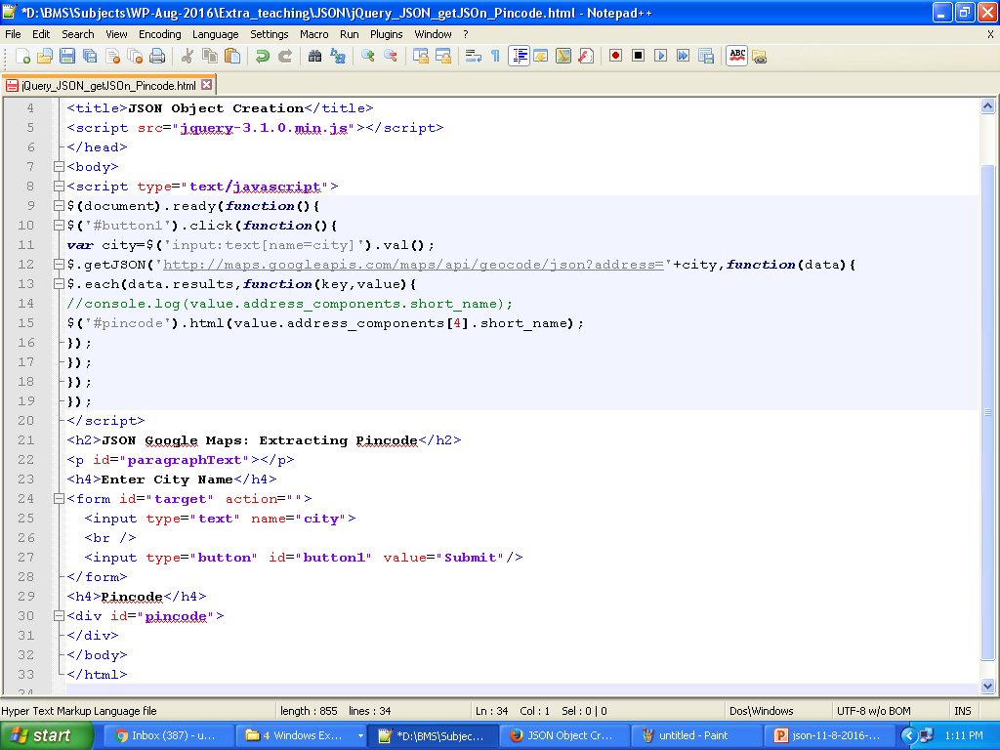 *D:\BMS\Subjects\WP-Aug-2016\Extra_teaching\JSON\jQuery_JSON_getJSOn_Pincode.html - Notepad++
File Edit Search View Encoding Language Settings Macro Run Plugins Window ? X
jQuery_JSON_getJSOn_Pincode.html
4 <title>JSON Object Creation</title>
5 <script src="jquery-3.1.0.min.js"></script>
6 </head>
7 <body>
8 <script type="text/javascript">
9 $(document).ready(function(){
10 $('#button1').click(function(){
11 var city=$('input:text[name=city]').val();
12 $.getJSON('http://maps.googleapis.com/maps/api/geocode/json?address='+city,function(data){
13 $.each(data.results,function(key,value){
14 //console.log(value.address_components.short_name);
15 $('#pincode').html(value.address_components[4].short_name);
16 });
17 });
18 });
19 });
20 </script>
21 <h2>JSON Google Maps: Extracting Pincode</h2>
22 <p id="paragraphText"></p>
23 <h4>Enter City Name</h4>
24 <form id="target" action="">
25 <input type="text" name="city">
26 <br />
27 <input type="button" id="button1" value="Submit"/>
28 </form>
29 <h4>Pincode</h4>
30 <div id="pincode">
31 </div>
32 </body>
33 </html>
34
Hyper Text Markup Language file length : 855 lines : 34 Ln : 34 Col : 1 Sel : 0 | 0 Dos\Windows UTF-8 w/o BOM INS
start Inbox (387) - u... 4 Windows Ex... *D:\BMS\Subjec... JSON Object Cr... untitled - Paint json-11-8-2016-... 1:11 PM